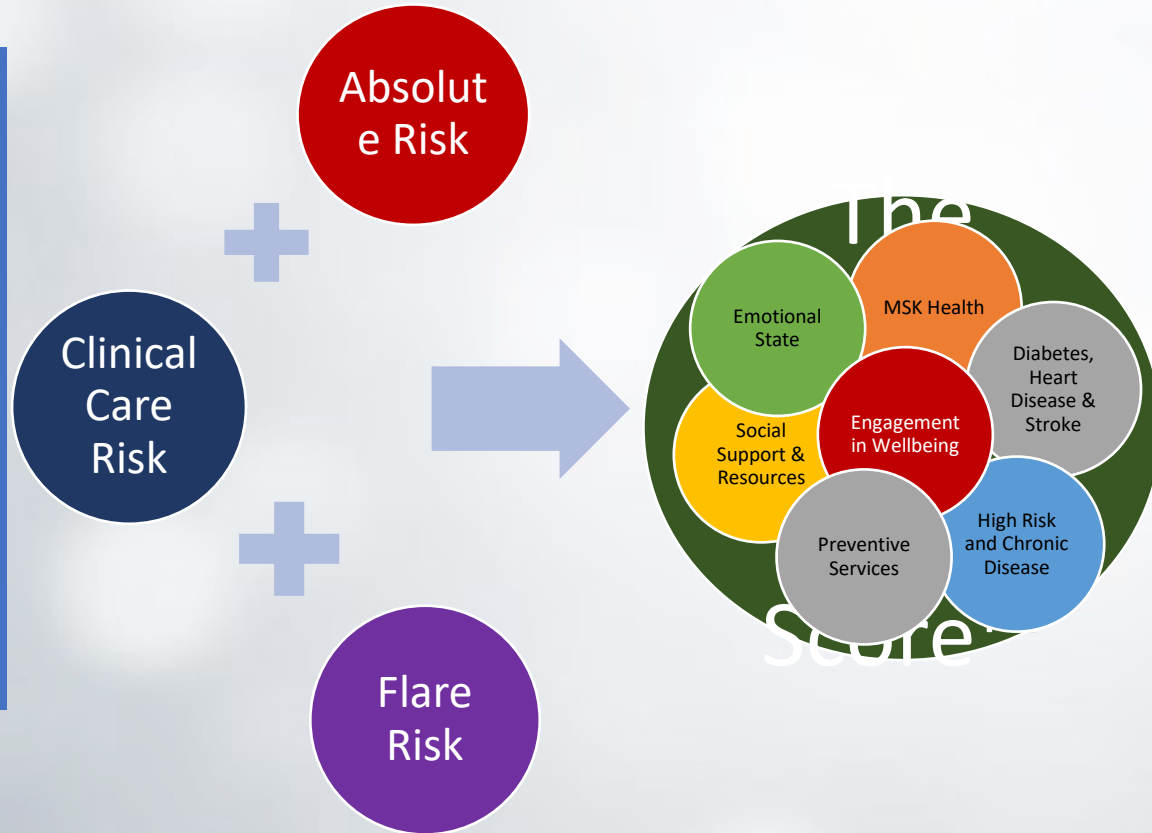 Absolut
e Risk
Clinical
Care
Risk
Flare
Risk
The
Emotional
State
MSK Health
Diabetes,
Heart
Disease &
Stroke
Social
Support &
Resources
Engagement
in Wellbeing
Preventive
Services
High Risk
and Chronic
Disease
Score